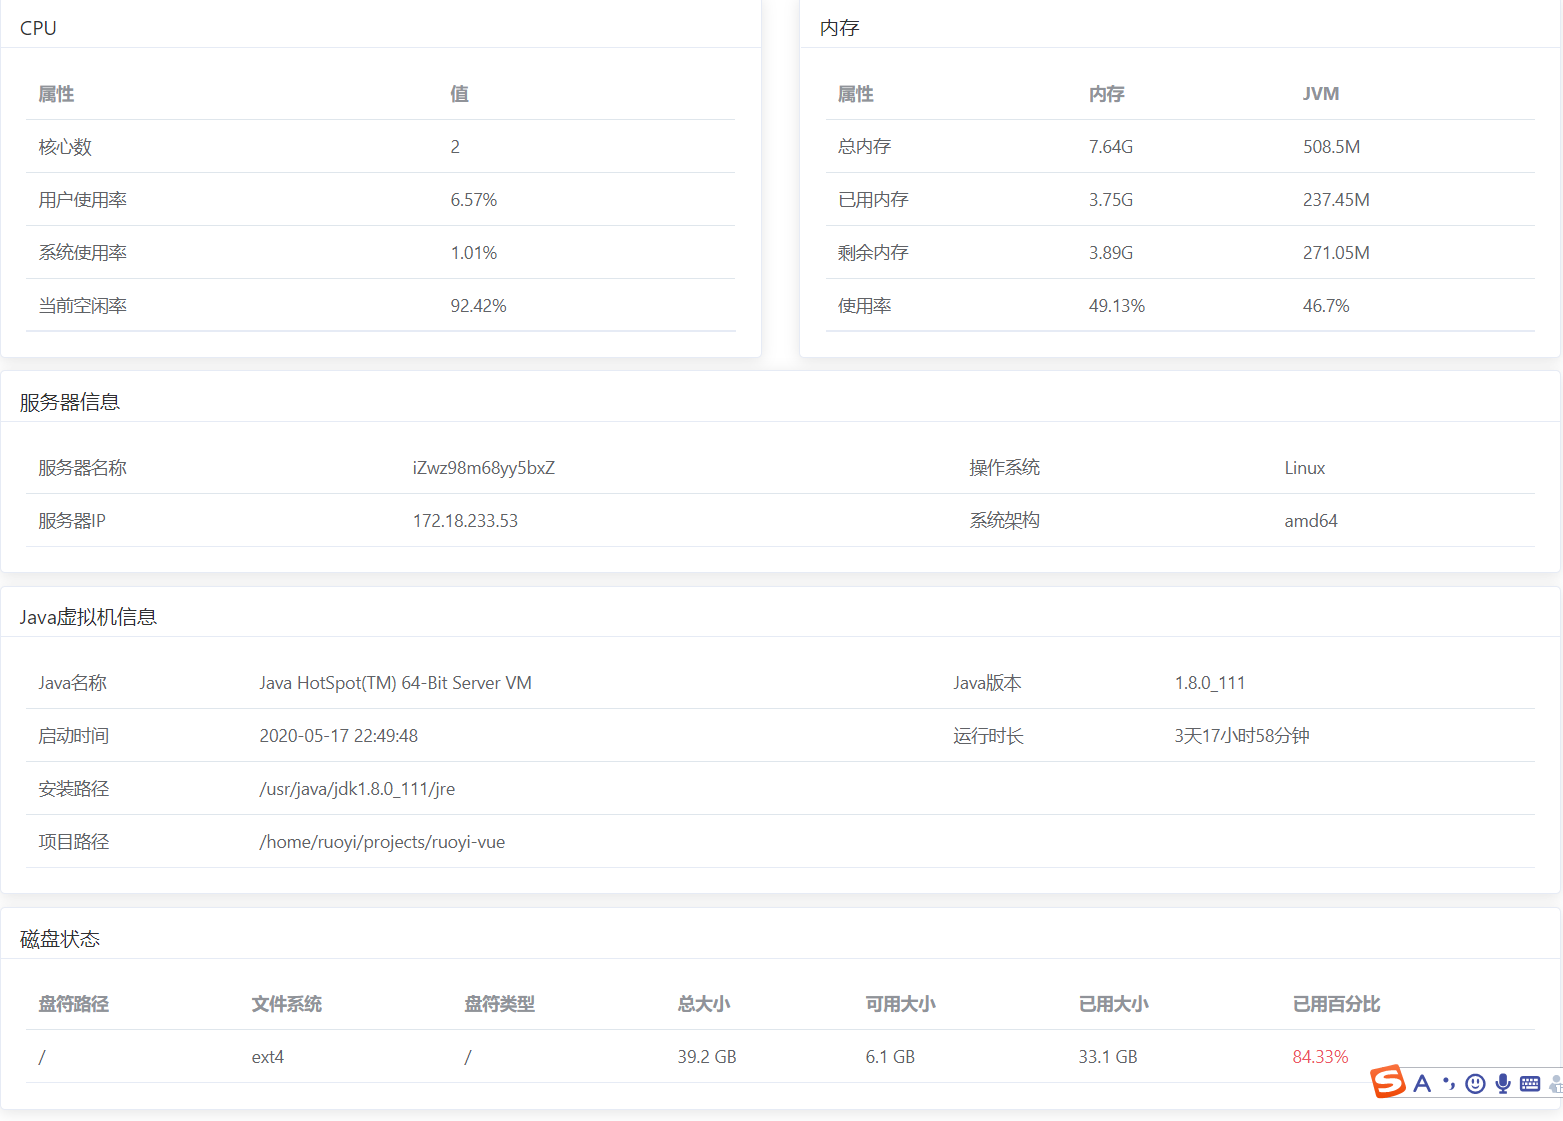 CPU
属性 值
核心数 2
用户使用率 6.57%
系统使用率 1.01%
当前空闲率 92.42%
内存
属性 内存 JVM
总内存 7.64G 508.5M
已用内存 3.75G 237.45M
剩余内存 3.89G 271.05M
使用率 49.13% 46.7%
服务器信息
服务器名称 iZwz98m68yy5bxZ 操作系统 Linux
服务器IP 172.18.233.53 系统架构 amd64
Java虚拟机信息
Java名称 Java HotSpot(TM) 64-Bit Server VM Java版本 1.8.0_111
启动时间 2020-05-17 22:49:48 运行时长 3天17小时58分钟
安装路径 /usr/java/jdk1.8.0_111/jre
项目路径 /home/ruoyi/projects/ruoyi-vue
磁盘状态
盘符路径 文件系统 盘符类型 总大小 可用大小 已用大小 已用百分比
/ ext4 / 39.2 GB 6.1 GB 33.1 GB 84.33%
S A